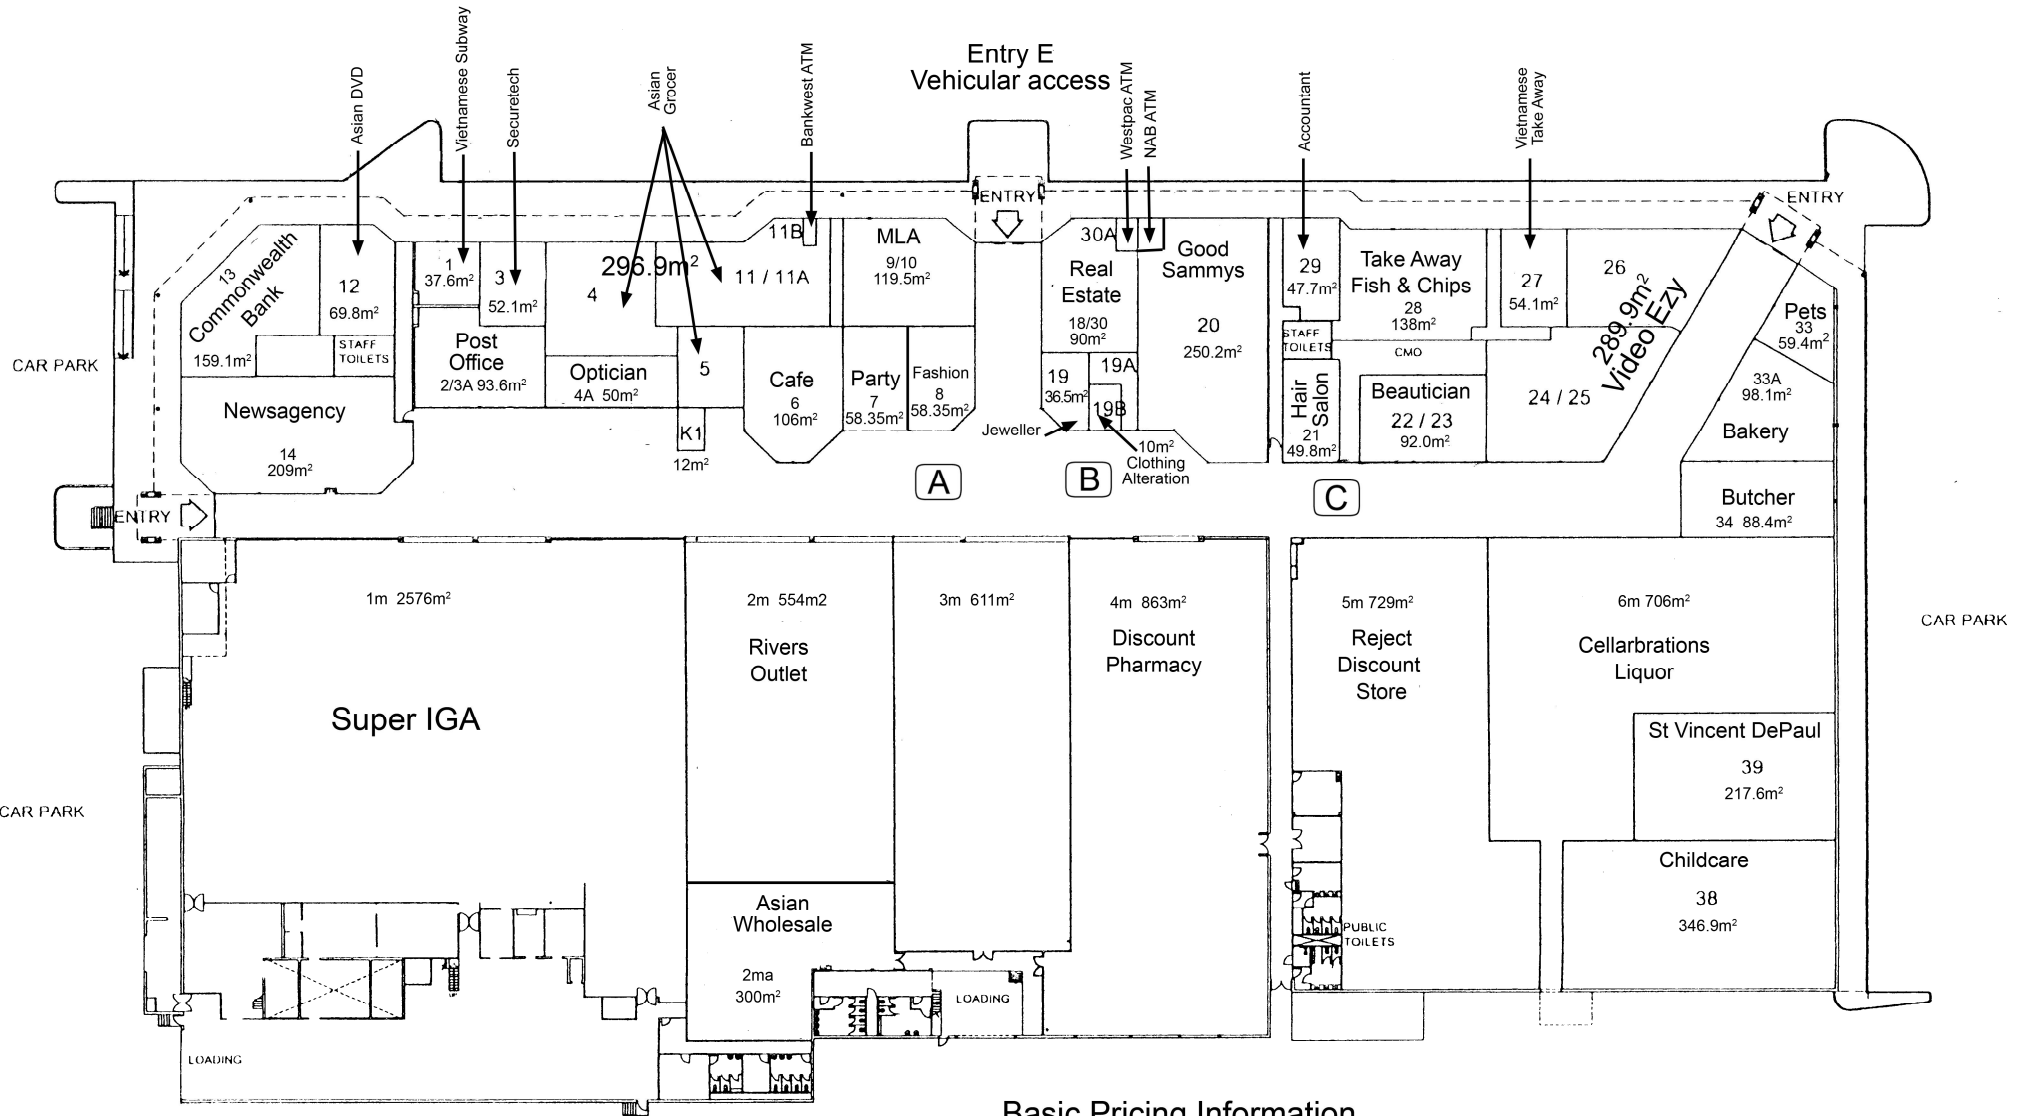 Entry E
Vehicular access
Asian DVD
Vietnamese Subway
Securetech
Asian
Grocer
Bankwest ATM
Westpac ATM
NAB ATM
Accountant
Vietnamese
Take Away
ENTRY
ENTRY
CAR PARK
13
Commonwealth
Bank
159.1m²
12
69.8m²
STAFF
TOILETS
Newsagency
14
209m²
1
37.6m²
3
52.1m²
Post
Office
2/3A 93.6m²
296.9m²
4
Optician
4A 50m²
11B
11 / 11A
5
K1
12m²
MLA
9/10
119.5m²
Cafe
6
106m²
Party
7
58.35m²
Fashion
8
58.35m²
30A
Real
Estate
18/30
90m²
19
36.5m²
19A
19B
Jeweller
10m²
Clothing
Alteration
Good
Sammys
20
250.2m²
29
47.7m²
STAFF
TOILETS
Hair
Salon
21
49.8m²
Take Away
Fish & Chips
28
138m²
CMO
Beautician
22 / 23
92.0m²
27
54.1m²
26
289.9m²
Video Ezy
24 / 25
Pets
33
59.4m²
33A
98.1m²
Bakery
Butcher
34 88.4m²
A
B
C
ENTRY
1m 2576m²
Super IGA
2m 554m2
Rivers
Outlet
3m 611m²
4m 863m²
Discount
Pharmacy
5m 729m²
Reject
Discount
Store
6m 706m²
Cellarbrations
Liquor
CAR PARK
St Vincent DePaul
39
217.6m²
CAR PARK
Childcare
38
346.9m²
Asian
Wholesale
2ma
300m²
PUBLIC
TOILETS
LOADING
LOADING
Basic Pricing Information